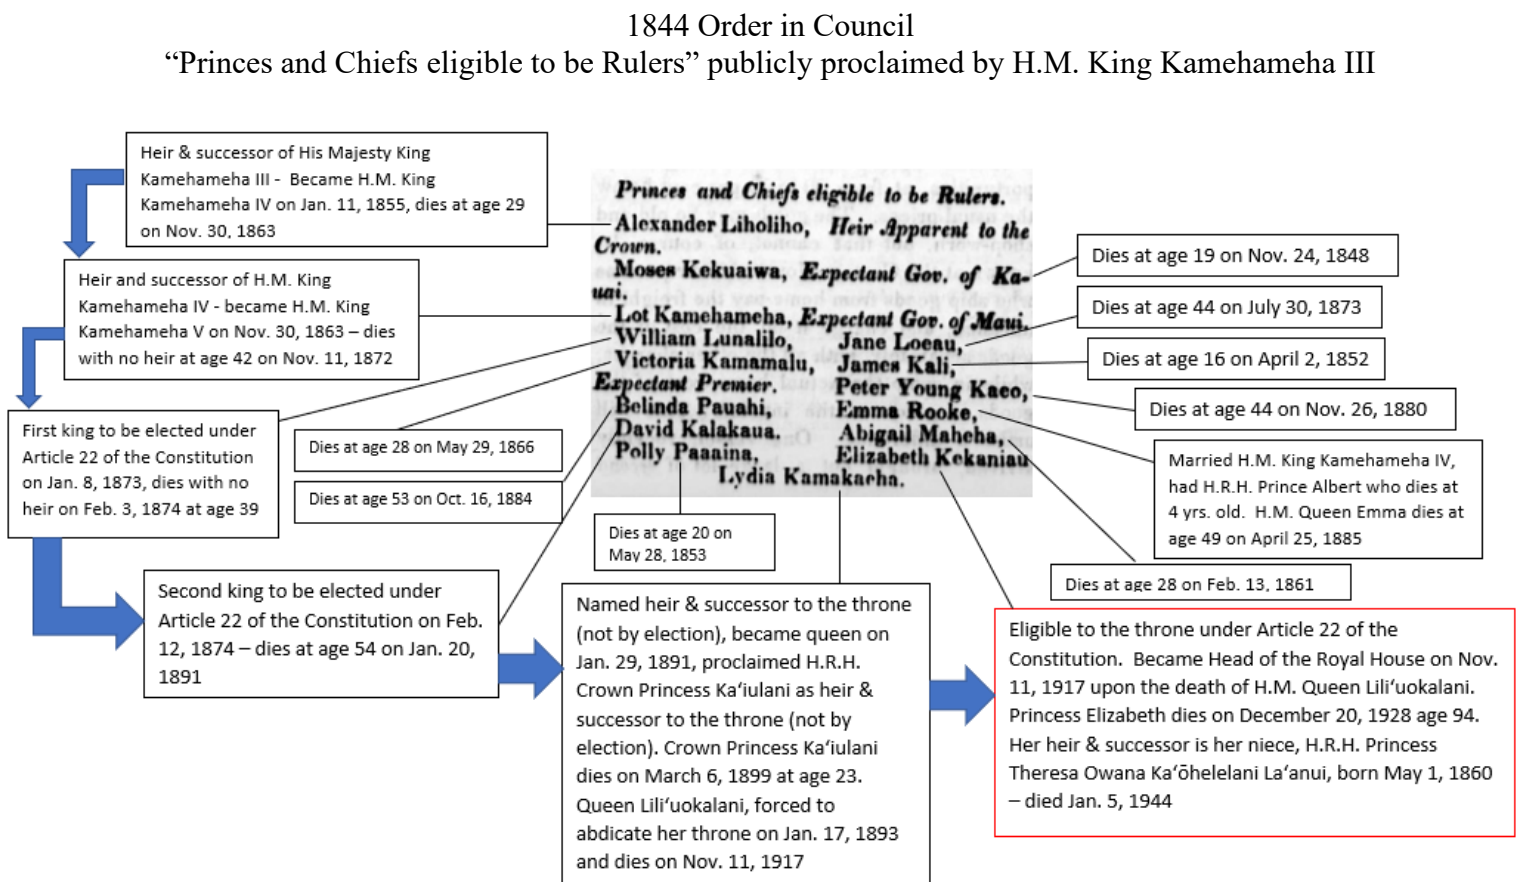 1844 Order in Council
“Princes and Chiefs eligible to be Rulers” publicly proclaimed by H.M. King Kamehameha III
Heir & successor of His Majesty King
Kamehameha III - Became H.M. King
Kamehameha IV on Jan. 11, 1855, dies at age 29
on Nov. 30, 1863
Heir and successor of H.M. King
Kamehameha IV - became H.M. King
Kamehameha V on Nov. 30, 1863 – dies
with no heir at age 42 on Nov. 11, 1872
First king to be elected under
Article 22 of the Constitution
on Jan. 8, 1873, dies with no
heir on Feb. 3, 1874 at age 39
Dies at age 28 on May 29, 1866
Dies at age 53 on Oct. 16, 1884
Second king to be elected under
Article 22 of the Constitution on Feb.
12, 1874 – dies at age 54 on Jan. 20,
1891
Princes and Chiefs eligible to be Rulers.
Alexander Liholiho, Heir Apparent to the
Crown.
Moses Kekuaiwa, Expectant Gov. of Ka-
uai.
Lot Kamehameha, Expectant Gov. of Maui.
William Lunalilo, Jane Loeau,
Victoria Kamamalu, James Kali,
Expectant Premier. Peter Young Kaeo,
Belinda Pauahi, Emma Rooke,
David Kalakaua. Abigail Maheha,
Polly Paaaina, Elizabeth Kekaniau
Lydia Kamakaeha.
Dies at age 20 on
May 28, 1853
Named heir & successor to the throne
(not by election), became queen on
Jan. 29, 1891, proclaimed H.R.H.
Crown Princess Kaʻiulani as heir &
successor to the throne (not by
election). Crown Princess Kaʻiulani
dies on March 6, 1899 at age 23.
Queen Liliʻuokalani, forced to
abdicate her throne on Jan. 17, 1893
and dies on Nov. 11, 1917
Dies at age 19 on Nov. 24, 1848
Dies at age 44 on July 30, 1873
Dies at age 16 on April 2, 1852
Dies at age 44 on Nov. 26, 1880
Married H.M. King Kamehameha IV,
had H.R.H. Prince Albert who dies at
4 yrs. old. H.M. Queen Emma dies at
age 49 on April 25, 1885
Dies at age 28 on Feb. 13, 1861
Eligible to the throne under Article 22 of the
Constitution. Became Head of the Royal House on Nov.
11, 1917 upon the death of H.M. Queen Liliʻuokalani.
Princess Elizabeth dies on December 20, 1928 age 94.
Her heir & successor is her niece, H.R.H. Princess
Theresa Owana Kaʻōhelelani Laʻanui, born May 1, 1860
– died Jan. 5, 1944